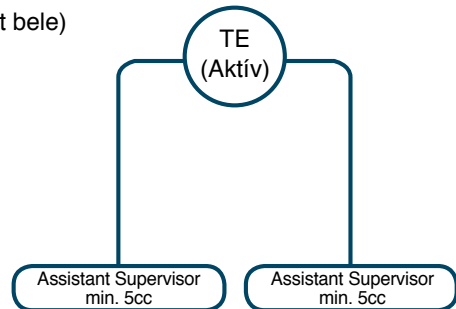 t bele)
TE
(Aktív)
Assistant Supervisor
min. 5cc
Assistant Supervisor
min. 5cc